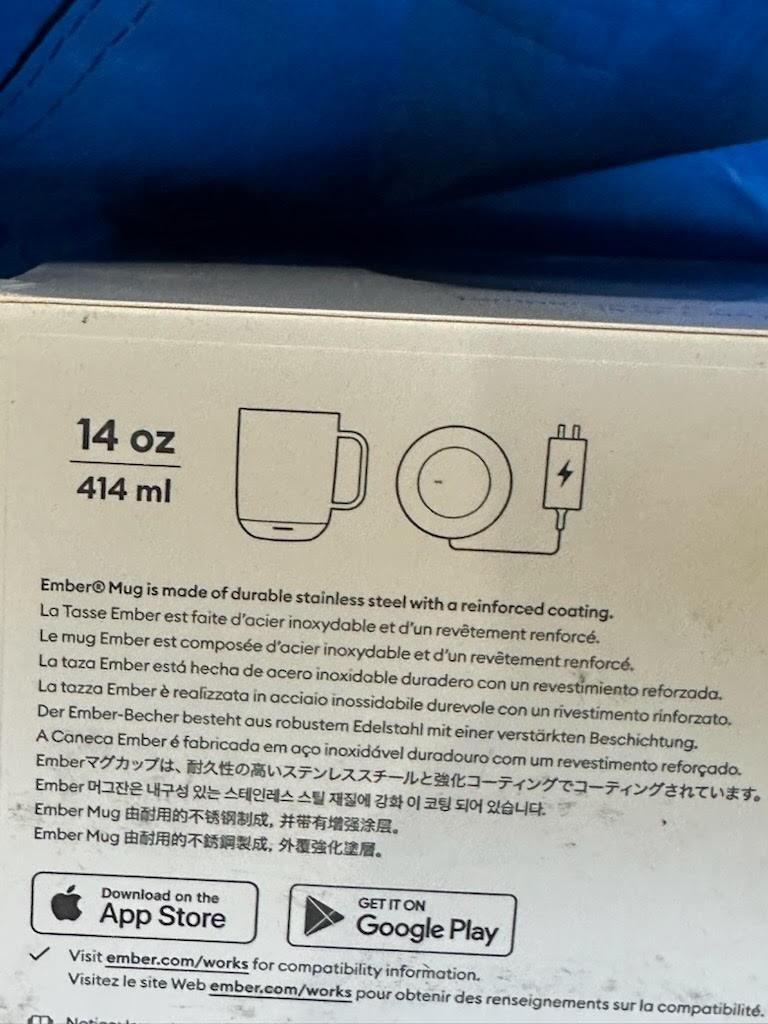 14 oz
414 ml
Ember® Mug is made of durable stainless steel with a reinforced coating.
La Tasse Ember est faite d'acier inoxydable et d'un revêtement renforcé.
Le mug Ember est composée d'acier inoxydable et d'un revêtement renforcé.
La taza Ember está hecha de acero inoxidable duradero con un revestimiento reforzada.
La tazza Ember è realizzata in acciaio inossidabile durevole con un rivestimento rinforzato.
Der Ember-Becher besteht aus robustem Edelstahl mit einer verstärkten Beschichtung.
A Caneca Ember é fabricada em aço inoxidável duradouro com um revestimento reforçado.
Emberマグカップは、耐久性の高いステンレススチールと強化コーティングでコーティングされています。
Ember 머그잔은 내구성 있는 스테인레스 스틸 재질에 강화 이 코팅 되어 있습니다.
Ember Mug 由耐用的不锈钢制成, 并带有增强涂层。
Ember Mug 由耐用的不銹鋼製成, 外覆強化塗層。
Download on the
App Store
GET IT ON
Google Play
Visit ember.com/works for compatibility information.
Visitez le site Web ember.com/works pour obtenir des renseignements sur la compatibilité.